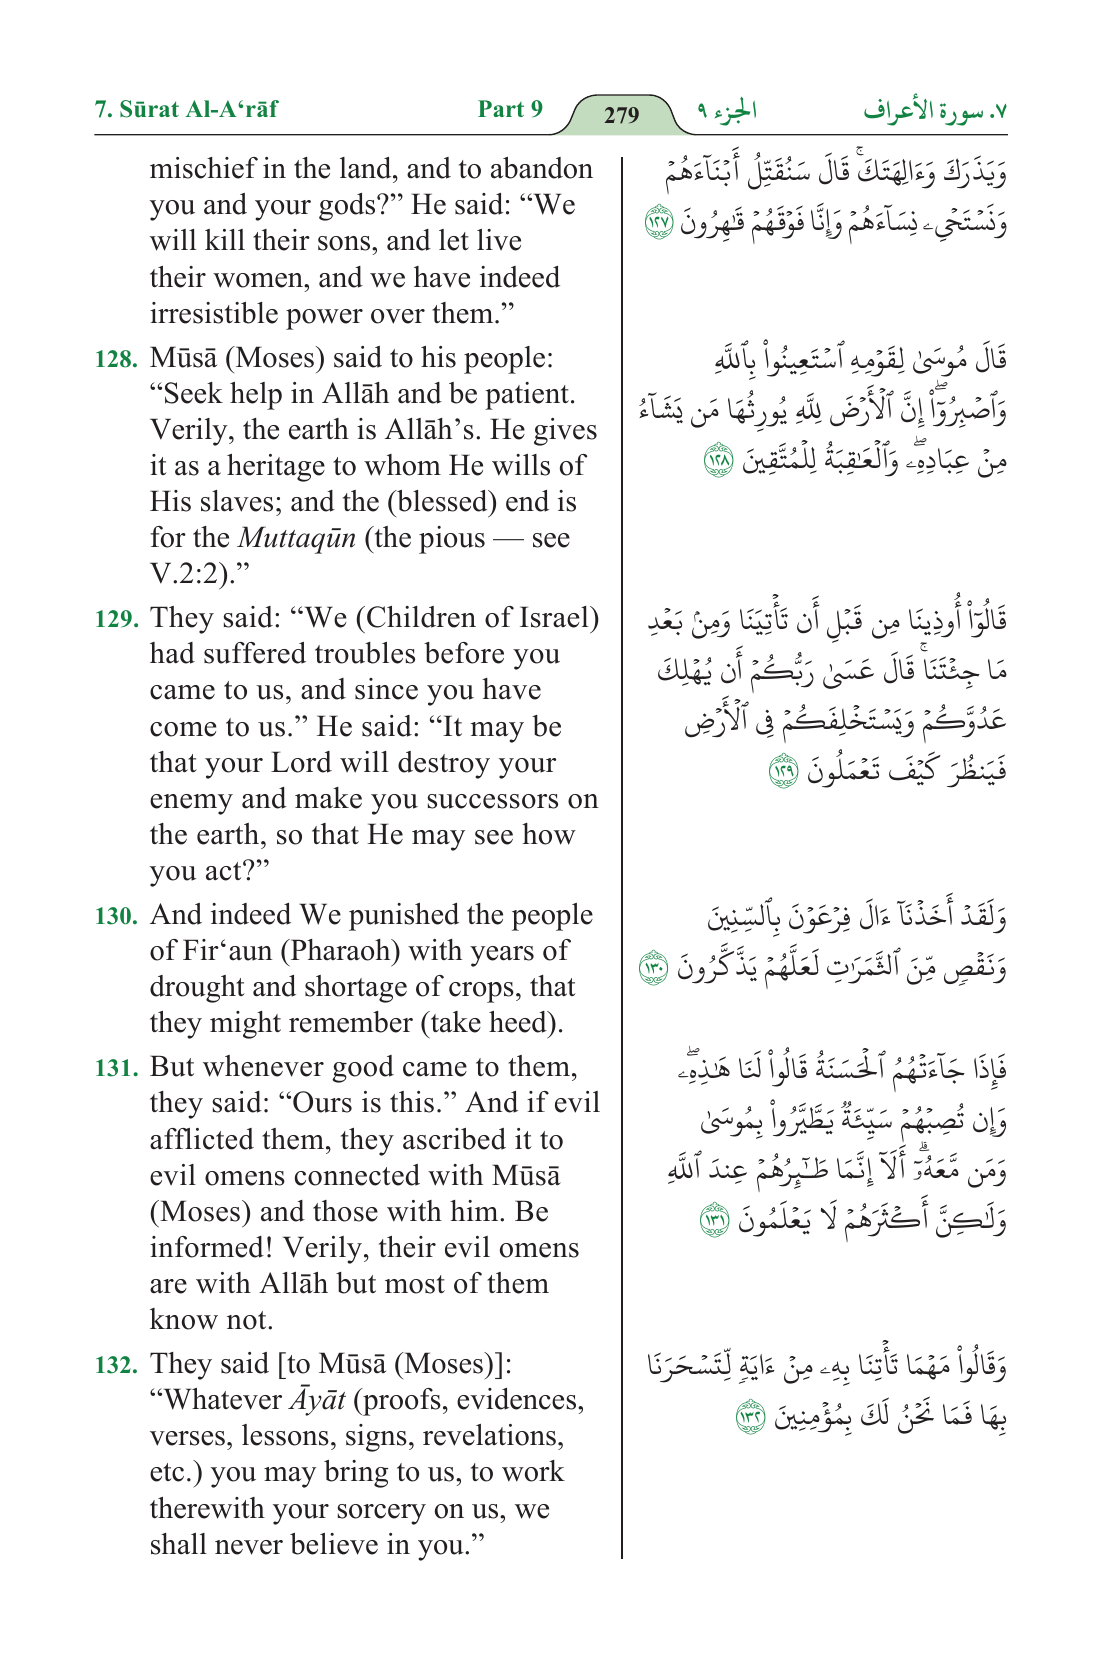 7. Sūrat Al-A‘rāf Part 9 279 الجزء ٩ ٧. سورة الأعراف
mischief in the land, and to abandon
you and your gods?” He said: “We
will kill their sons, and let live
their women, and we have indeed
irresistible power over them.”
128. Mūsā (Moses) said to his people:
“Seek help in Allāh and be patient.
Verily, the earth is Allāh’s. He gives
it as a heritage to whom He wills of
His slaves; and the (blessed) end is
for the Muttaqūn (the pious — see
V.2:2).”
129. They said: “We (Children of Israel)
had suffered troubles before you
came to us, and since you have
come to us.” He said: “It may be
that your Lord will destroy your
enemy and make you successors on
the earth, so that He may see how
you act?”
130. And indeed We punished the people
of Fir‘aun (Pharaoh) with years of
drought and shortage of crops, that
they might remember (take heed).
131. But whenever good came to them,
they said: “Ours is this.” And if evil
afflicted them, they ascribed it to
evil omens connected with Mūsā
(Moses) and those with him. Be
informed! Verily, their evil omens
are with Allāh but most of them
know not.
132. They said [to Mūsā (Moses)]:
“Whatever Āyāt (proofs, evidences,
verses, lessons, signs, revelations,
etc.) you may bring to us, to work
therewith your sorcery on us, we
shall never believe in you.”
وَيَذَرَكَ وَءَالِهَتَكَۚ قَالَ سَنُقَتِّلُ أَبۡنَآءَهُمۡ
وَنَسۡتَحۡيِۦ نِسَآءَهُمۡ وَإِنَّا فَوۡقَهُمۡ قَٰهِرُونَ ١٢٧
قَالَ مُوسَىٰ لِقَوۡمِهِ ٱسۡتَعِينُواْ بِٱللَّهِ
وَٱصۡبِرُوٓاْۖ إِنَّ ٱلۡأَرۡضَ لِلَّهِ يُورِثُهَا مَن يَشَآءُ
مِنۡ عِبَادِهِۦۖ وَٱلۡعَٰقِبَةُ لِلۡمُتَّقِينَ ١٢٨
قَالُوٓاْ أُوذِينَا مِن قَبۡلِ أَن تَأۡتِيَنَا وَمِنۢ بَعۡدِ
مَا جِئۡتَنَاۚ قَالَ عَسَىٰ رَبُّكُمۡ أَن يُهۡلِكَ
عَدُوَّكُمۡ وَيَسۡتَخۡلِفَكُمۡ فِي ٱلۡأَرۡضِ
فَيَنظُرَ كَيۡفَ تَعۡمَلُونَ ١٢٩
وَلَقَدۡ أَخَذۡنَآ ءَالَ فِرۡعَوۡنَ بِٱلسِّنِينَ
وَنَقۡصٖ مِّنَ ٱلثَّمَرَٰتِ لَعَلَّهُمۡ يَذَّكَّرُونَ ١٣٠
فَإِذَا جَآءَتۡهُمُ ٱلۡحَسَنَةُ قَالُواْ لَنَا هَٰذِهِۦۖ
وَإِن تُصِبۡهُمۡ سَيِّئَةٞ يَطَّيَّرُواْ بِمُوسَىٰ
وَمَن مَّعَهُۥٓۗ أَلَآ إِنَّمَا طَٰٓئِرُهُمۡ عِندَ ٱللَّهِ
وَلَٰكِنَّ أَكۡثَرَهُمۡ لَا يَعۡلَمُونَ ١٣١
وَقَالُواْ مَهۡمَا تَأۡتِنَا بِهِۦ مِنۡ ءَايَةٖ لِّتَسۡحَرَنَا
بِهَا فَمَا نَحۡنُ لَكَ بِمُؤۡمِنِينَ ١٣٢